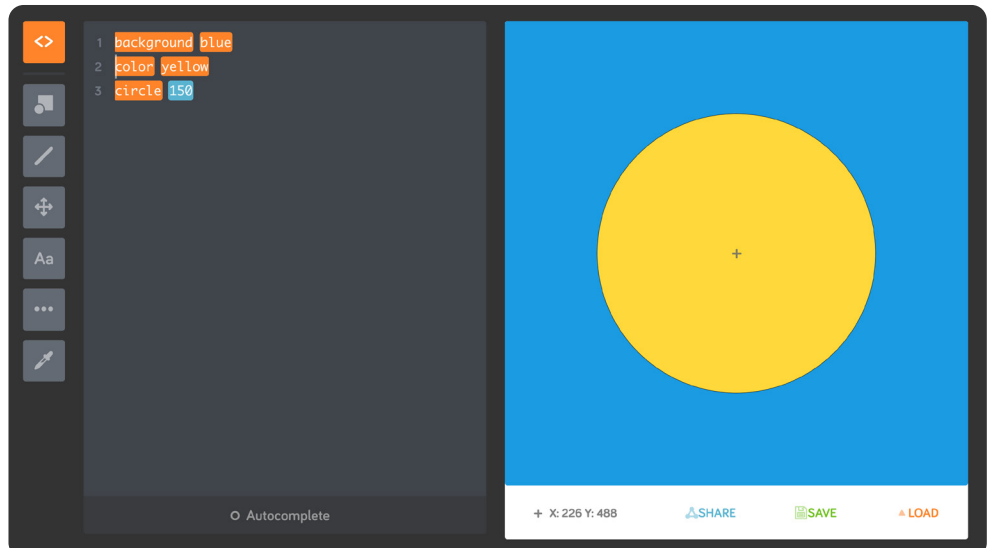 <>
1 background blue
2 color yellow
3 circle 150
Aa
Autocomplete
+ X: 226 Y: 488
SHARE
SAVE
LOAD